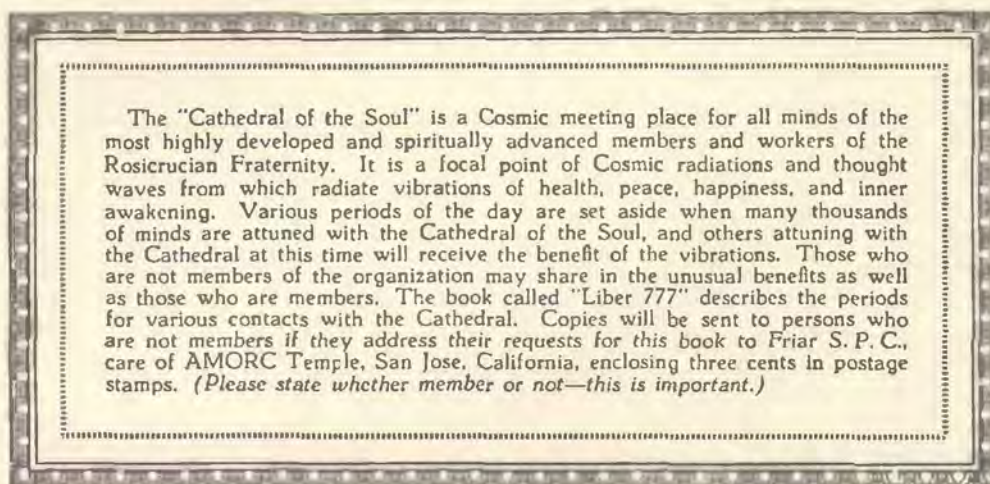 The "Cathedral of the Soul" is a Cosmic meeting place for all minds of the
most highly developed and spiritually advanced members and workers of the
Rosicrucian Fraternity. It is a focal point of Cosmic radiations and thought
waves from which radiate vibrations of health, peace, happiness, and inner
awakening. Various periods of the day are set aside when many thousands
of minds are attuned with the Cathedral of the Soul, and others attuning with
the Cathedral at this time will receive the benefit of the vibrations. Those who
are not members of the organization may share in the unusual benefits as well
as those who are members. The book called "Liber 777" describes the periods
for various contacts with the Cathedral. Copies will be sent to persons who
are not members if they address their requests for this book to Friar S. P. C.,
care of AMORC Temple, San Jose, California, enclosing three cents in postage
stamps. (Please state whether member or not—this is important.)